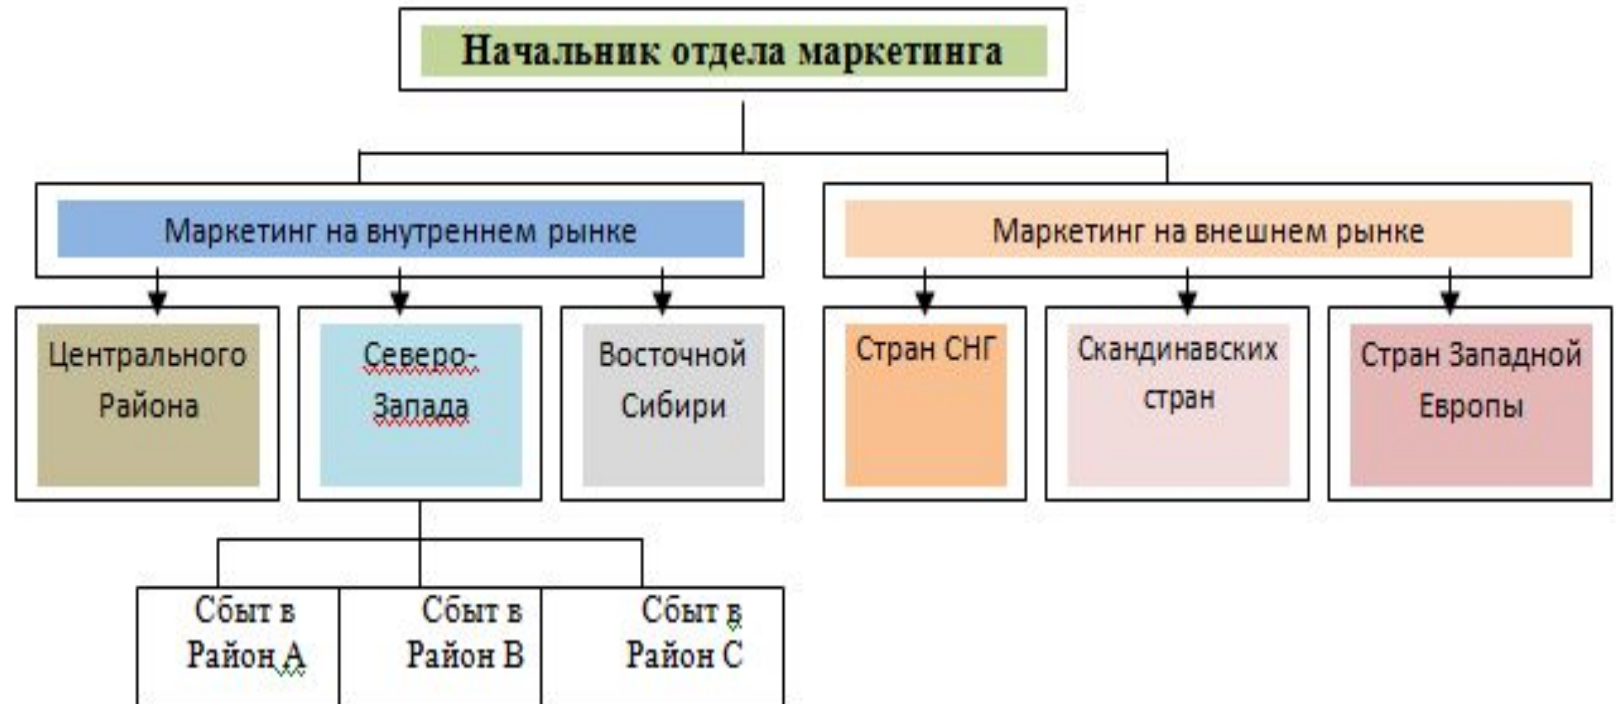 Начальник отдела маркетинга
Маркетинг на внутреннем рынке
Маркетинг на внешнем рынке
Центрального
Района
Северо-
Запада
Восточной
Сибири
Стран СНГ
Скандинавских
стран
Стран Западной
Европы
Сбыт в
Район А
Сбыт в
Район В
Сбыт в
Район С